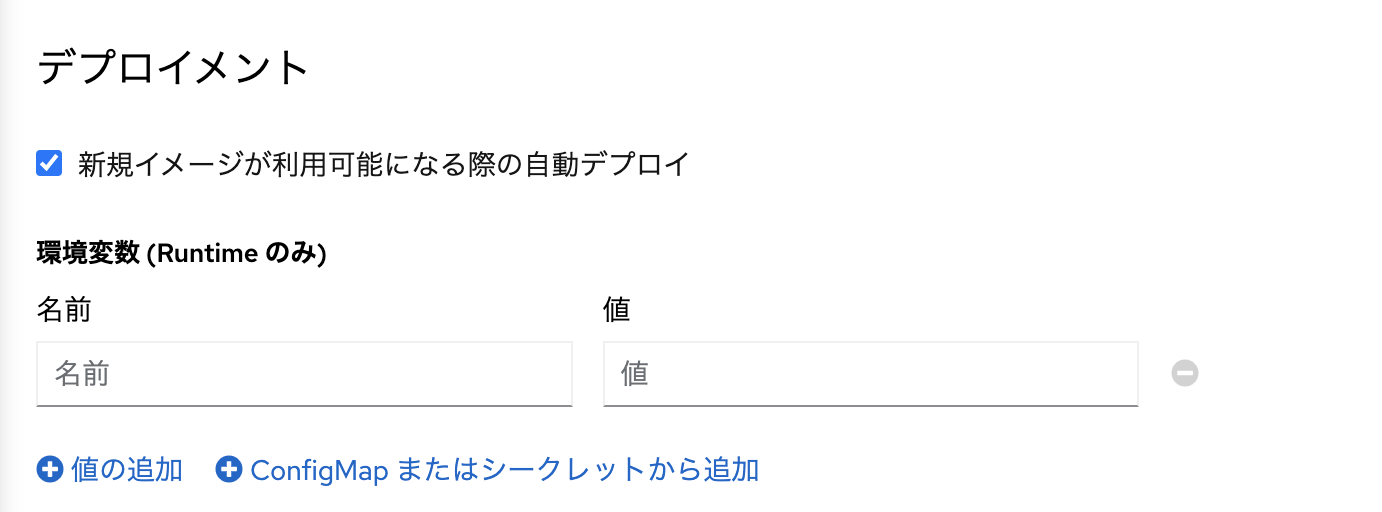 デプロイメント
新規イメージが利用可能になる際の自動デプロイ
環境変数 (Runtime のみ)
名前 値
名前 値
値の追加 ConfigMap またはシークレットから追加